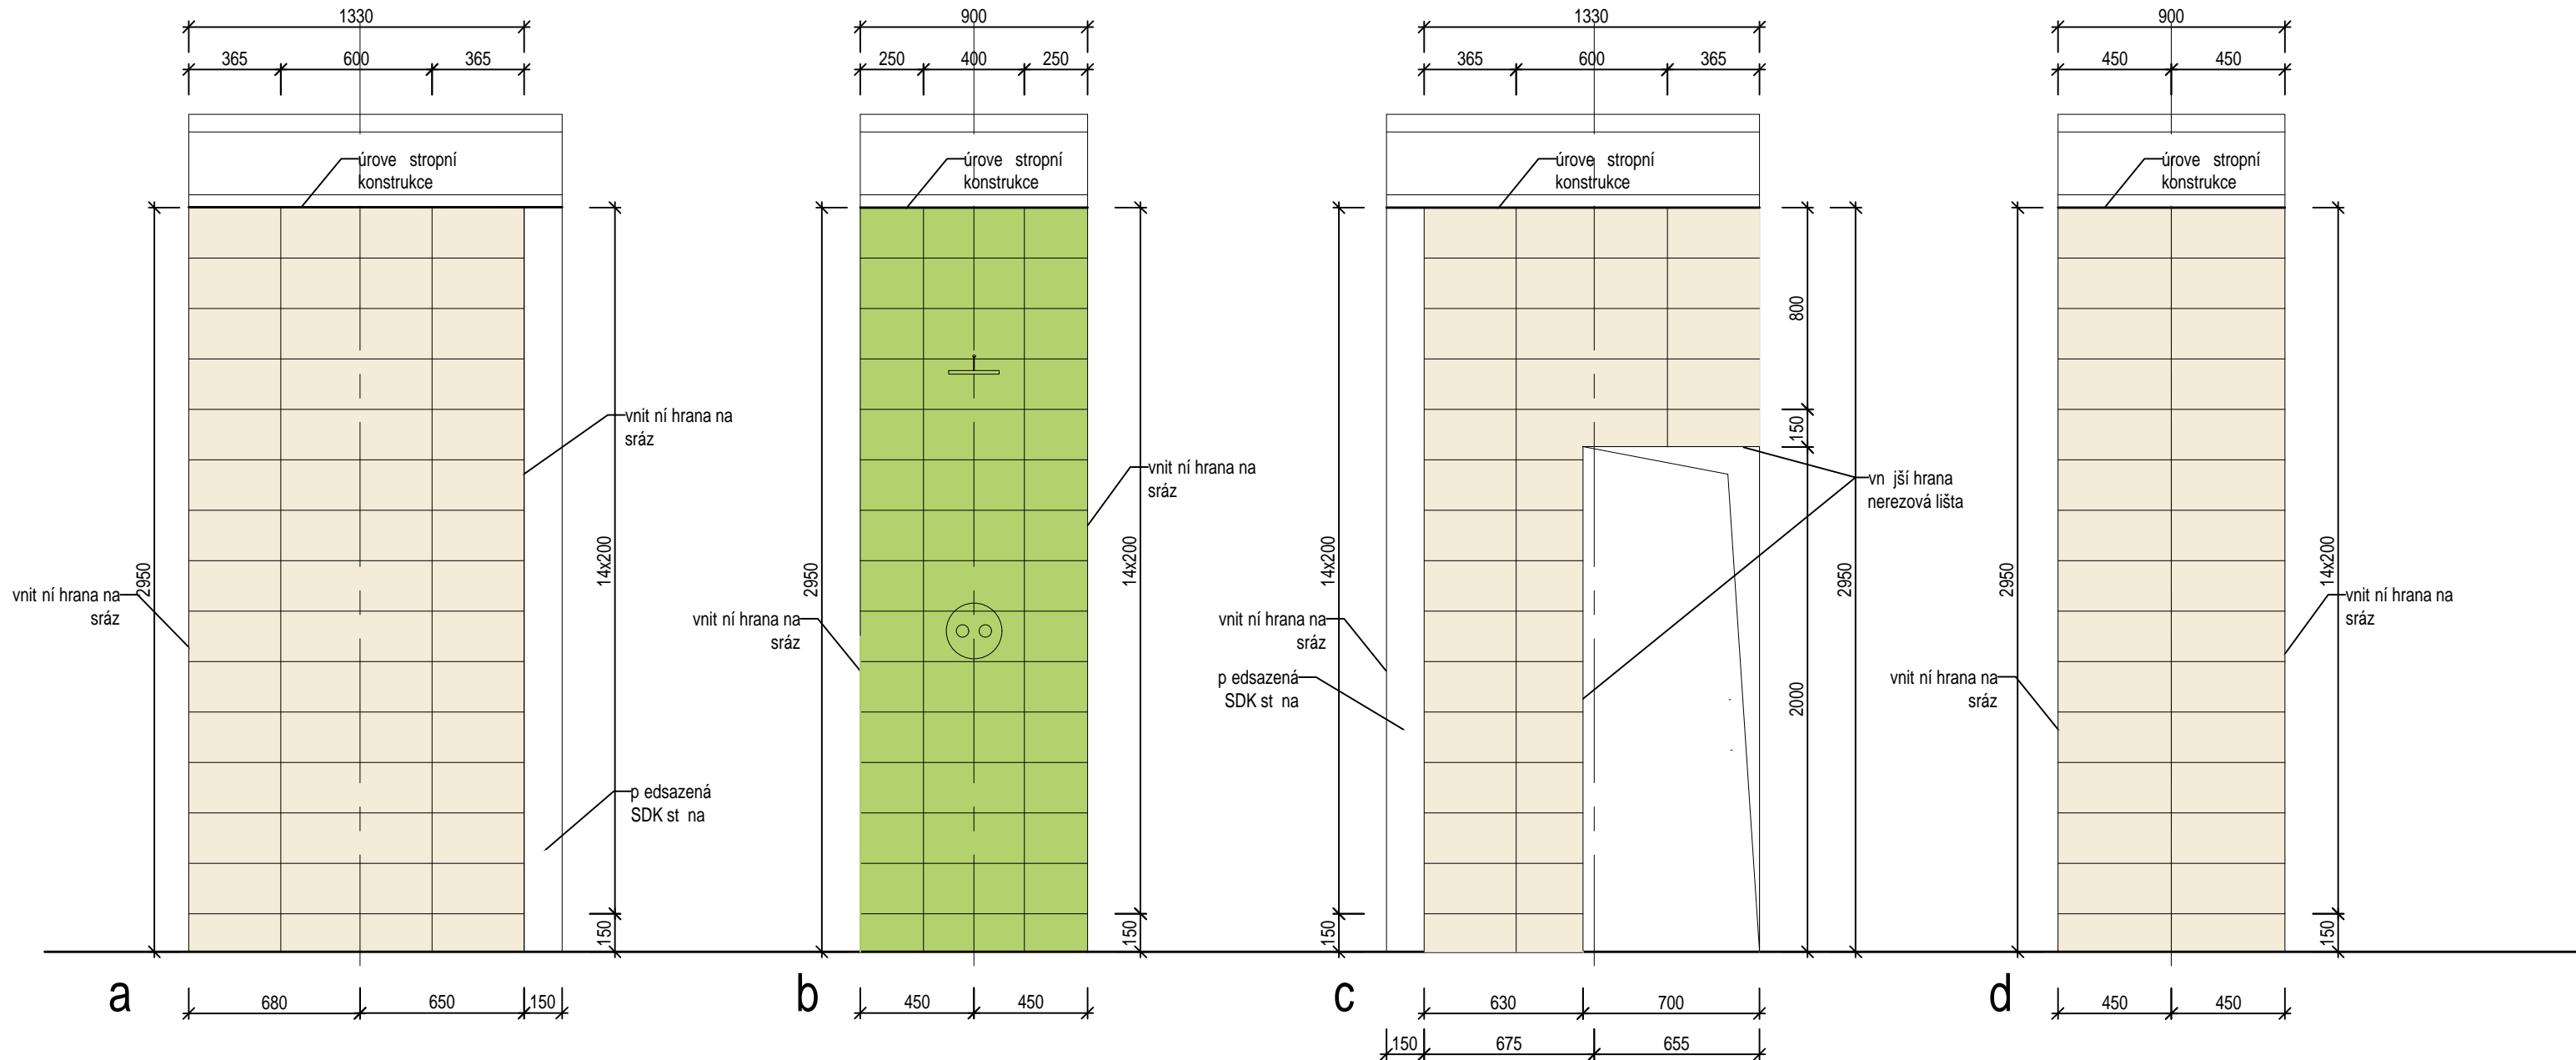 1330
365 600 365
úrove stropní
konstrukce
vnit ní hrana na
sráz
2950
14x200
vnit ní hrana na
sráz
p edsazená
SDK st na
150
a
680 650 150
900
250 400 250
úrove stropní
konstrukce
vnit ní hrana na
sráz
2950
14x200
vnit ní hrana na
sráz
150
b
450 450
1330
365 600 365
úrove stropní
konstrukce
800
150
vn jší hrana
nerezová lišta
14x200
2950
vnit ní hrana na
sráz
p edsazená
SDK st na
2000
150
c
630 700
150 675 655
900
450 450
úrove stropní
konstrukce
2950
14x200
vnit ní hrana na
sráz
vnit ní hrana na
sráz
150
d
450 450